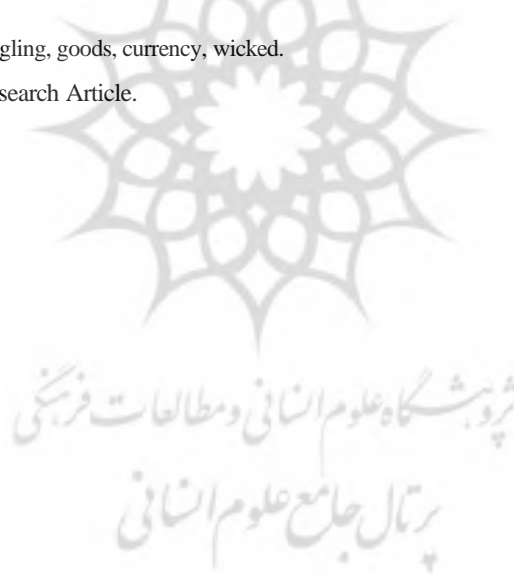 gling, goods, currency, wicked.
search Article.
پژوهشگاه علوم انسانی و مطالعات فرهنگی
پرتال جامع علوم انسانی